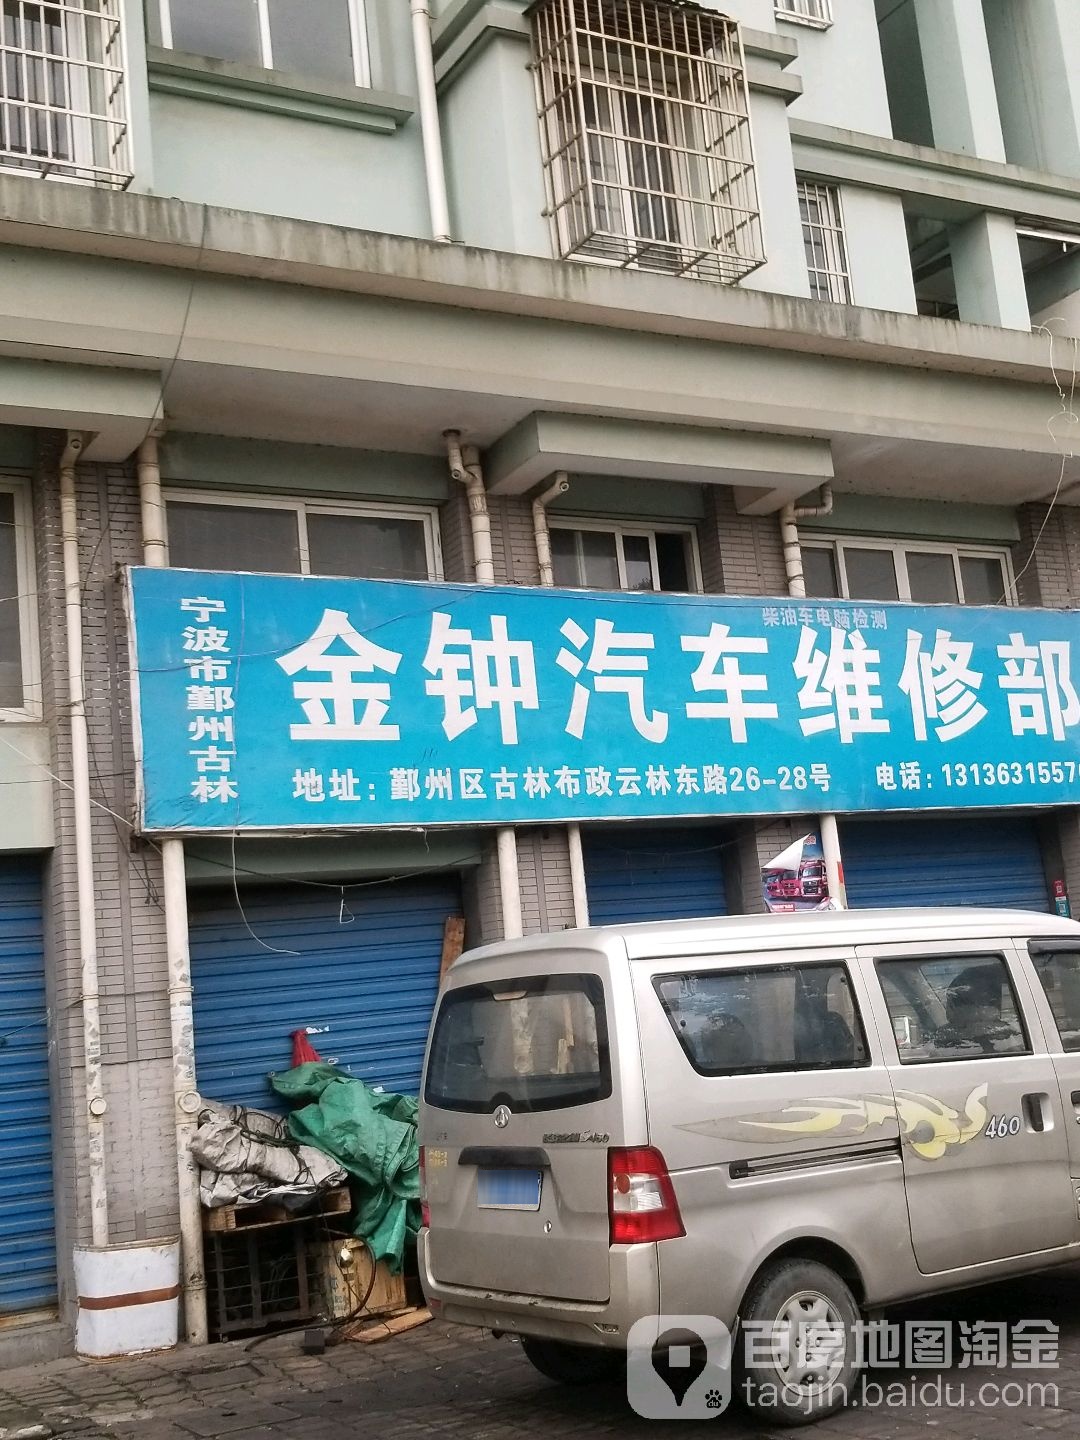 宁波市鄞州古林
柴油车电脑检测
金钟汽车维修部
地址：鄞州区古林布政云林东路26-28号 电话：1313631557
S460
460
百度地图淘金
taojin.baidu.com